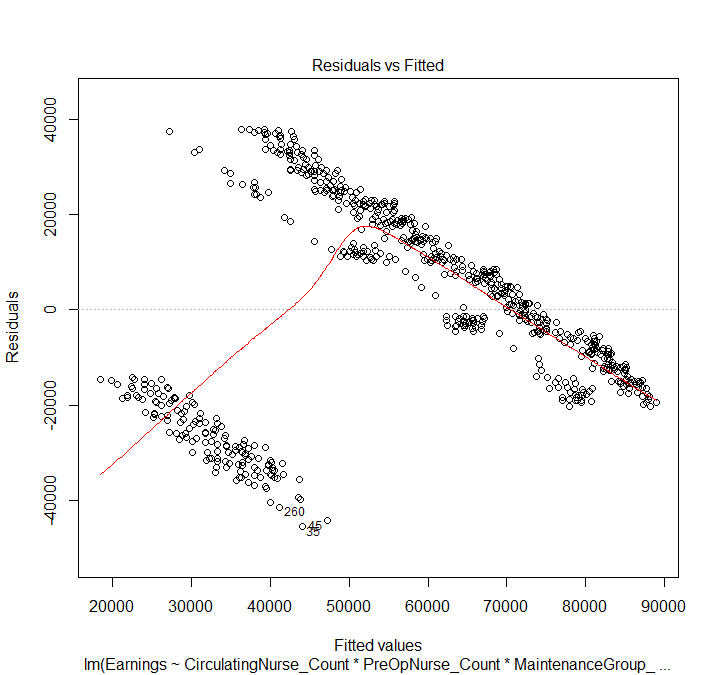 Residuals vs Fitted
40000
20000
0
-20000
-40000
Residuals
260
45
35
20000 30000 40000 50000 60000 70000 80000 90000
Fitted values
lm(Earnings ~ CirculatingNurse_Count * PreOpNurse_Count * MaintenanceGroup_ ...